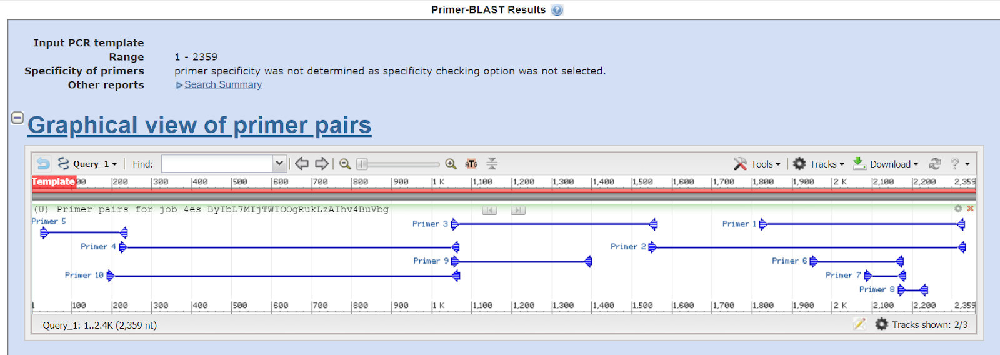 Primer-BLAST Results
Input PCR template
Range 1 - 2359
Specificity of primers primer specificity was not determined as specificity checking option was not selected.
Other reports Search Summary
Graphical view of primer pairs
Query_1 Find: ATG Tools Tracks Download ?
Template 00 200 300 400 500 600 700 800 900 1 K 1,100 1,200 1,300 1,400 1,500 1,600 1,700 1,800 1,900 2 K 2,100 2,200 2,359
(U) Primer pairs for job 4es-ByIbL7MIjTWIOOgRukLzAIhv4BuVbg
Primer 5 Primer 3 Primer 1
Primer 4 Primer 2
Primer 9 Primer 6
Primer 10 Primer 7
Primer 8
1 100 200 300 400 500 600 700 800 900 1 K 1,100 1,200 1,300 1,400 1,500 1,600 1,700 1,800 1,900 2 K 2,100 2,200 2,359
Query_1: 1..2.4K (2,359 nt) Tracks shown: 2/3